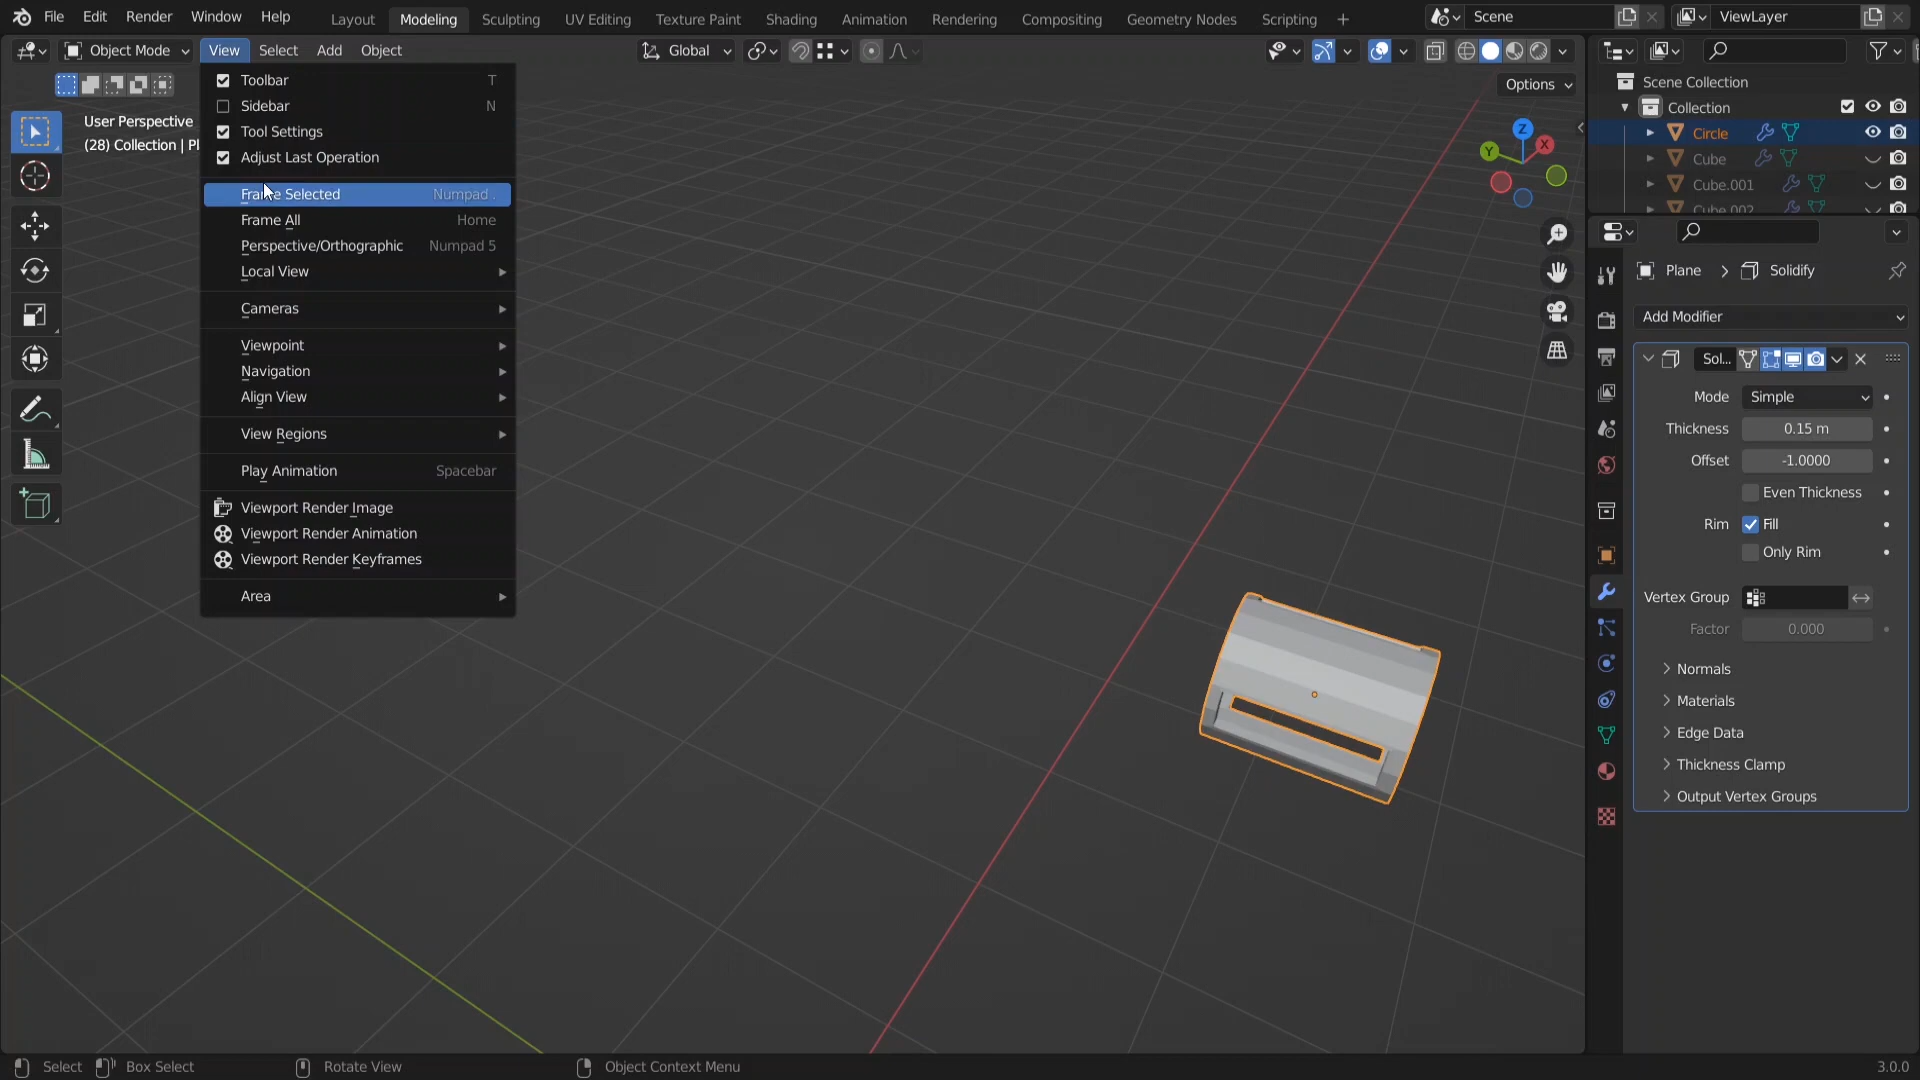 File Edit Render Window Help Layout Modeling Sculpting UV Editing Texture Paint Shading Animation Rendering Compositing Geometry Nodes Scripting + Scene ViewLayer
Object Mode View Select Add Object Global
Options
User Perspective
(28) Collection |
Toolbar T
Sidebar N
Tool Settings
Adjust Last Operation
Frame Selected Numpad .
Frame All Home
Perspective/Orthographic Numpad 5
Local View
Cameras
Viewpoint
Navigation
Align View
View Regions
Play Animation Spacebar
Viewport Render Image
Viewport Render Animation
Viewport Render Keyframes
Area
Z
Y
X
Scene Collection
Collection
Circle
Cube
Cube.001
Cube.002
Plane > Solidify
Add Modifier
Sol...
Mode Simple
Thickness 0.15 m
Offset -1.0000
Even Thickness
Rim Fill
Only Rim
Vertex Group
Factor 0.000
Normals
Materials
Edge Data
Thickness Clamp
Output Vertex Groups
Select Box Select Rotate View Object Context Menu 3.0.0